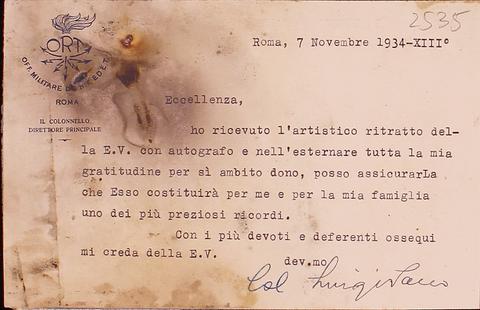 2535
ORT
ROMA
IL COLONNELLO
DIRETTORE PRINCIPALE
Roma, 7 Novembre 1934-XIII°
Eccellenza,
ho ricevuto l'artistico ritratto del-
la E.V. con autografo e nell'esternare tutta la mia
gratitudine per sì ambito dono, posso assicurarLa
che Esso costituirà per me e per la mia famiglia
uno dei più preziosi ricordi.
Con i più devoti e deferenti ossequi
mi creda della E.V. dev.mo
Col Luigi Sacco